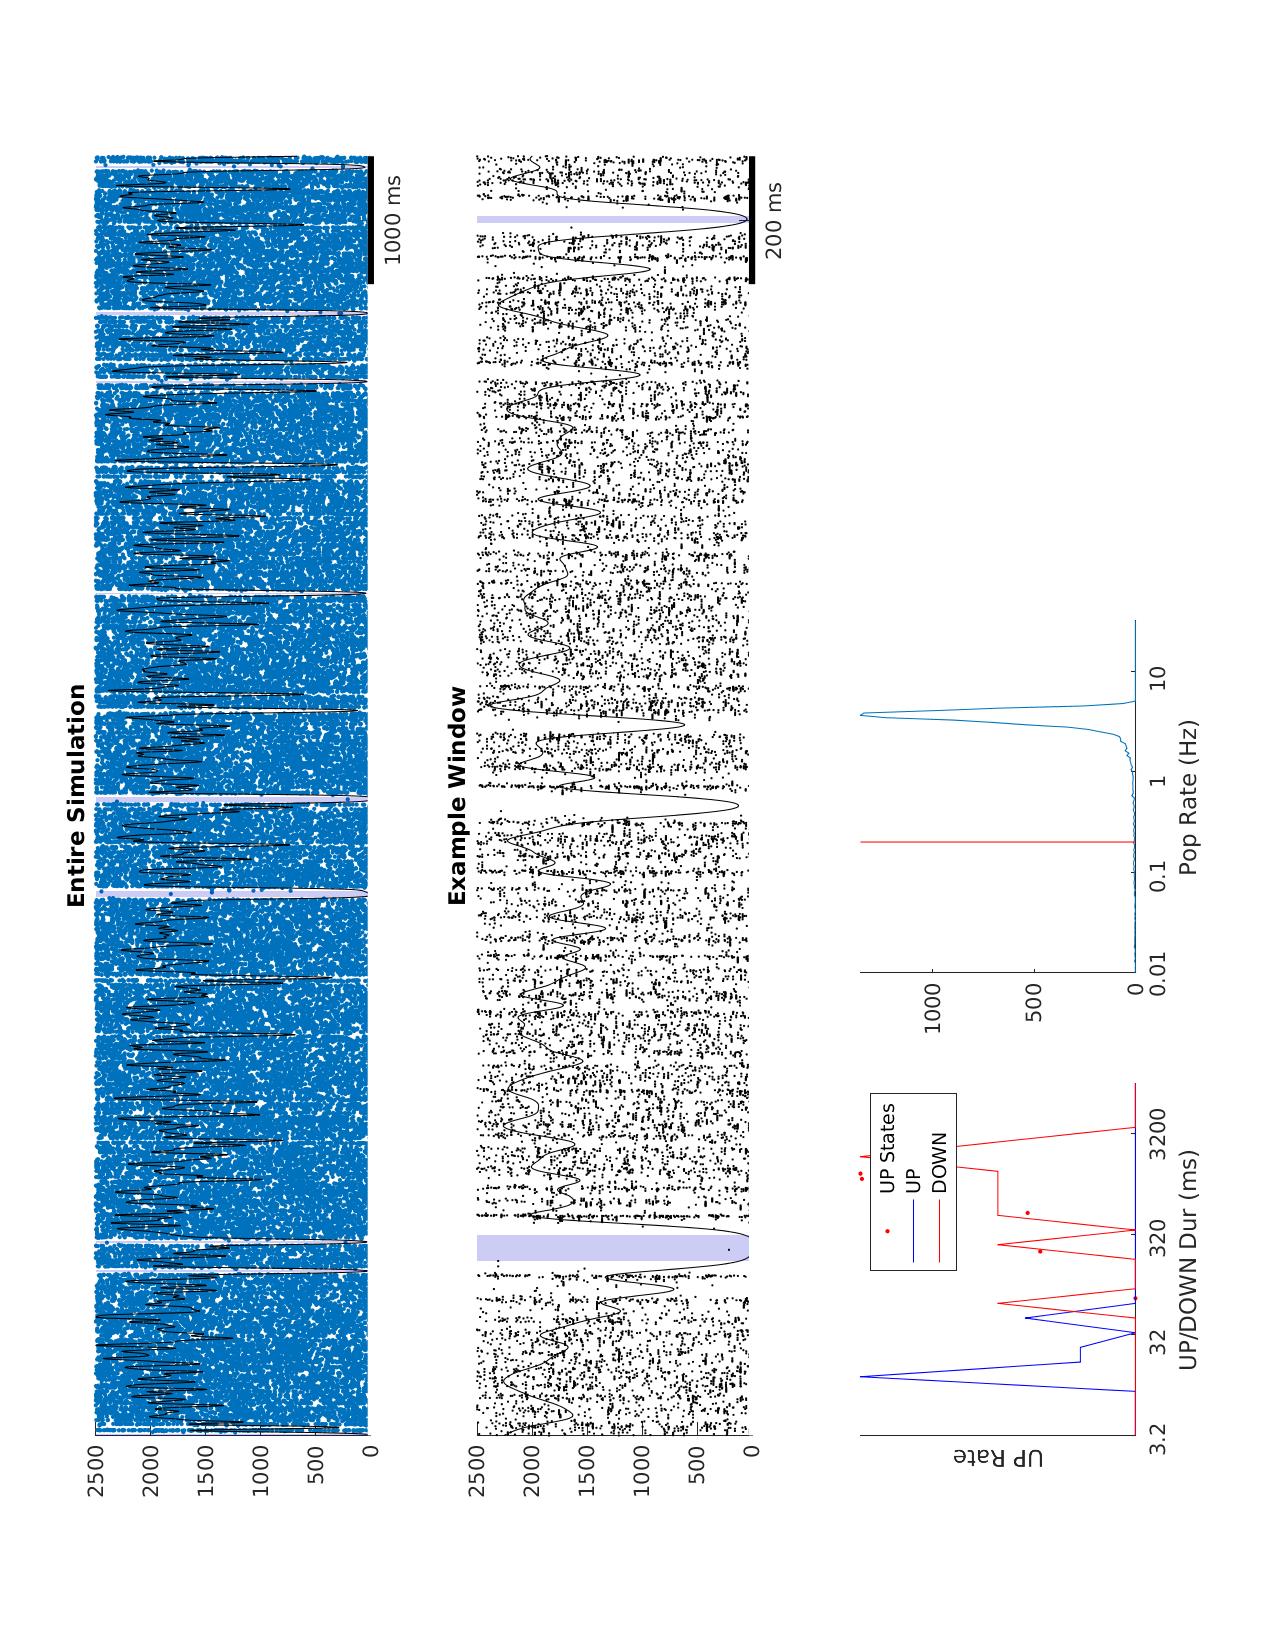 Entire Simulation
2500
2000
1500
1000
500
0
1000 ms
Example Window
2500
2000
1500
1000
500
0
200 ms
UP Rate
UP States
UP
DOWN
3.2
32
320
3200
UP/DOWN Dur (ms)
1000
500
0
0.01
0.1
1
10
Pop Rate (Hz)